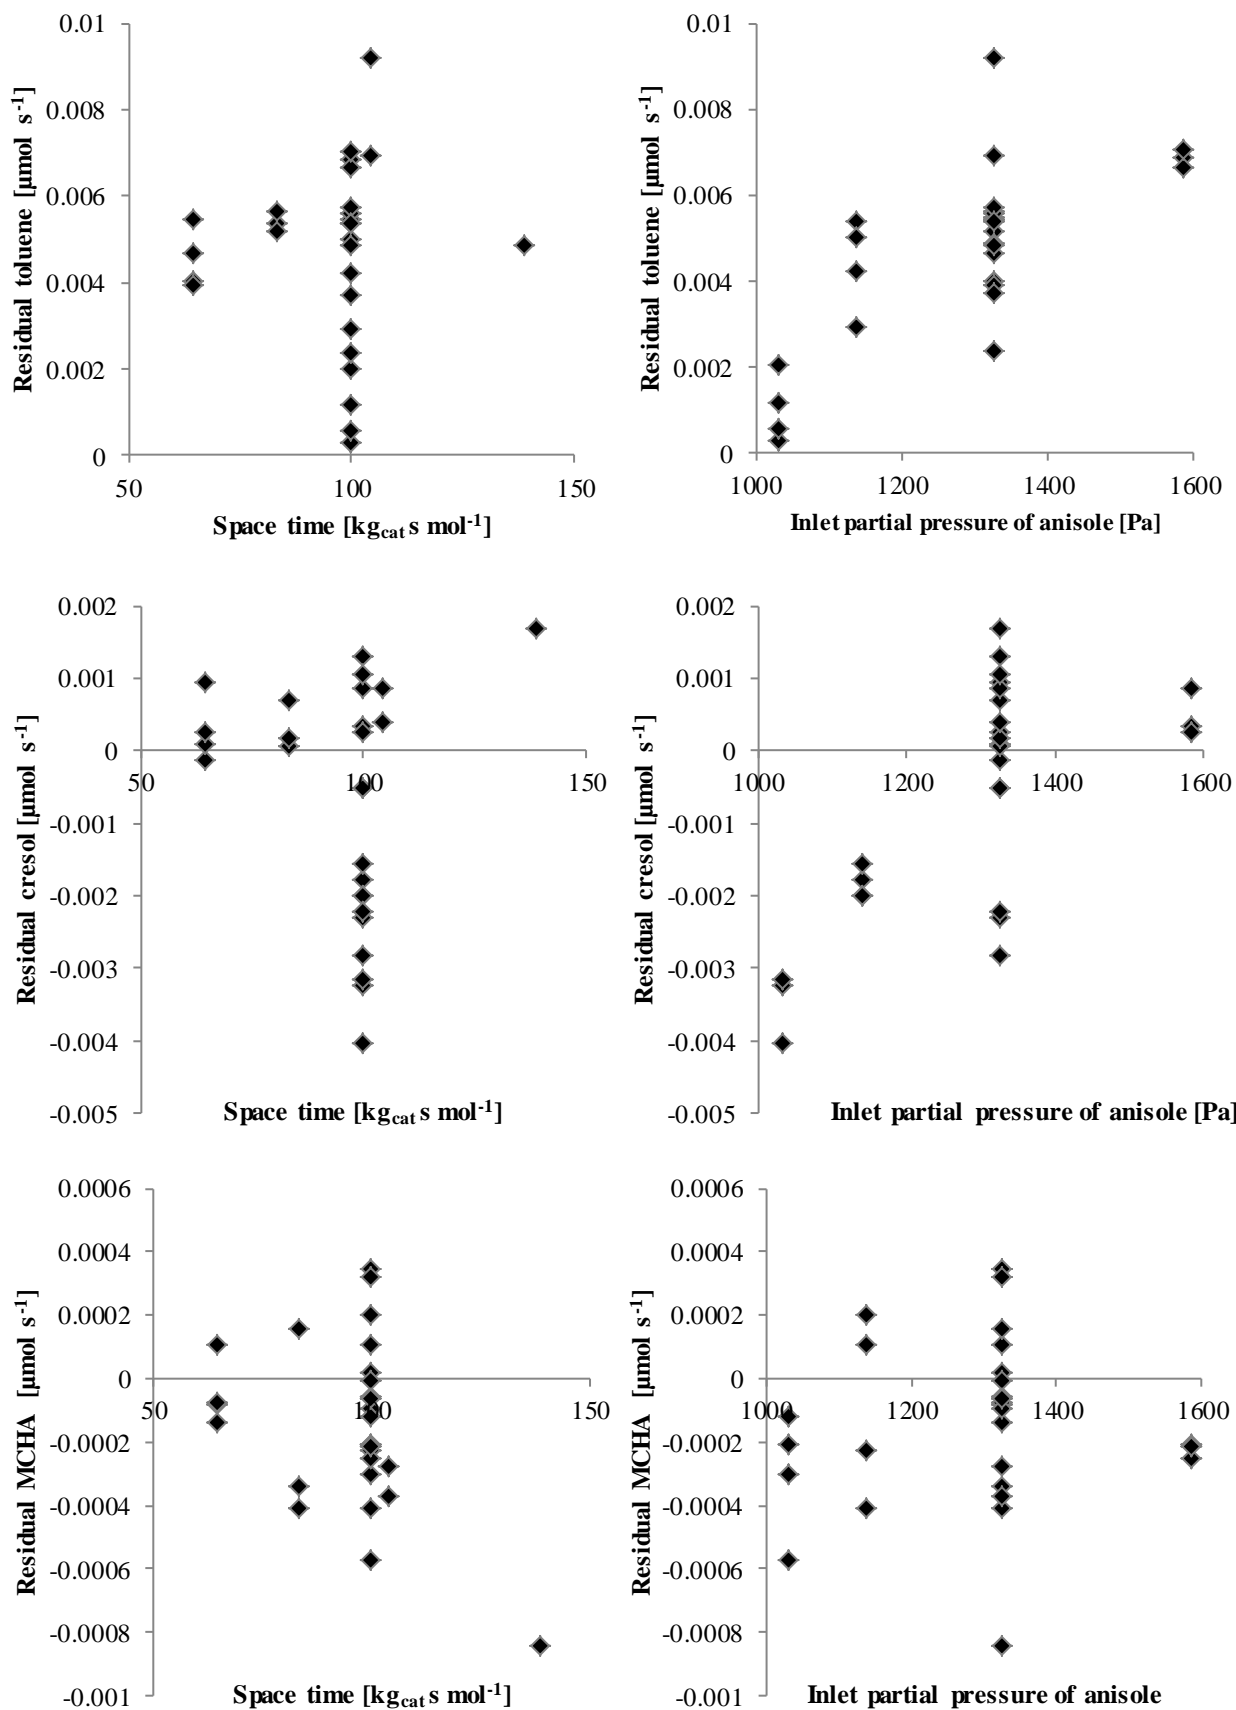 0.01
0.008
0.006
0.004
0.002
0
50 100 150
Residual toluene [µmol s-1]
Space time [kgcat s mol-1]
0.01
0.008
0.006
0.004
0.002
0
1000 1200 1400 1600
Residual toluene [µmol s-1]
Inlet partial pressure of anisole [Pa]
0.002
0.001
0
-0.001
-0.002
-0.003
-0.004
-0.005
50 100 150
Residual cresol [µmol s-1]
Space time [kgcat s mol-1]
0.002
0.001
0
-0.001
-0.002
-0.003
-0.004
-0.005
1000 1200 1400 1600
Residual cresol [µmol s-1]
Inlet partial pressure of anisole [Pa]
0.0006
0.0004
0.0002
0
-0.0002
-0.0004
-0.0006
-0.0008
-0.001
50 100 150
Residual MCHA [µmol s-1]
Space time [kgcat s mol-1]
0.0006
0.0004
0.0002
0
-0.0002
-0.0004
-0.0006
-0.0008
-0.001
1000 1200 1400 1600
Residual MCHA [µmol s-1]
Inlet partial pressure of anisole